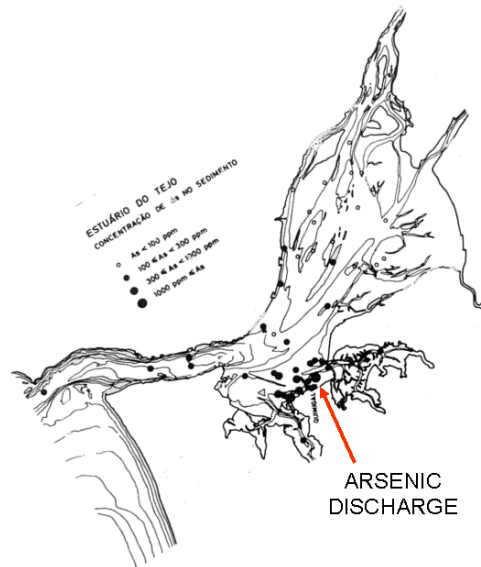 ESTUÁRIO DO TEJO
CONCENTRAÇÃO DE As NO SEDIMENTO
As < 100 ppm
100 ≤ As < 300 ppm
300 ≤ As < 1000 ppm
1000 ppm ≤ As
QUIMIGAL
ARSENIC
DISCHARGE